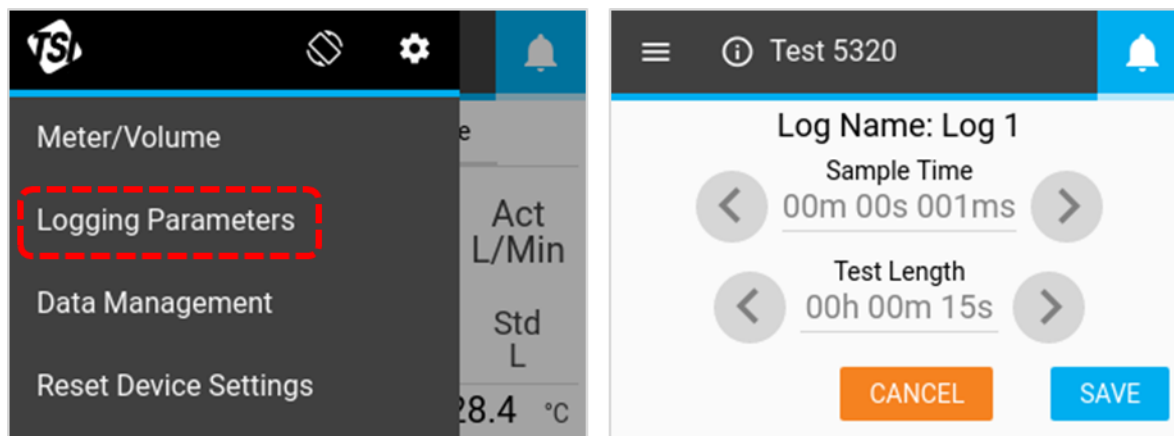 TSI
Meter/Volume
Logging Parameters
Data Management
Reset Device Settings
e
Act
L/Min
Std
L
28.4 °C
Test 5320
Log Name: Log 1
Sample Time
00m 00s 001ms
Test Length
00h 00m 15s
CANCEL
SAVE